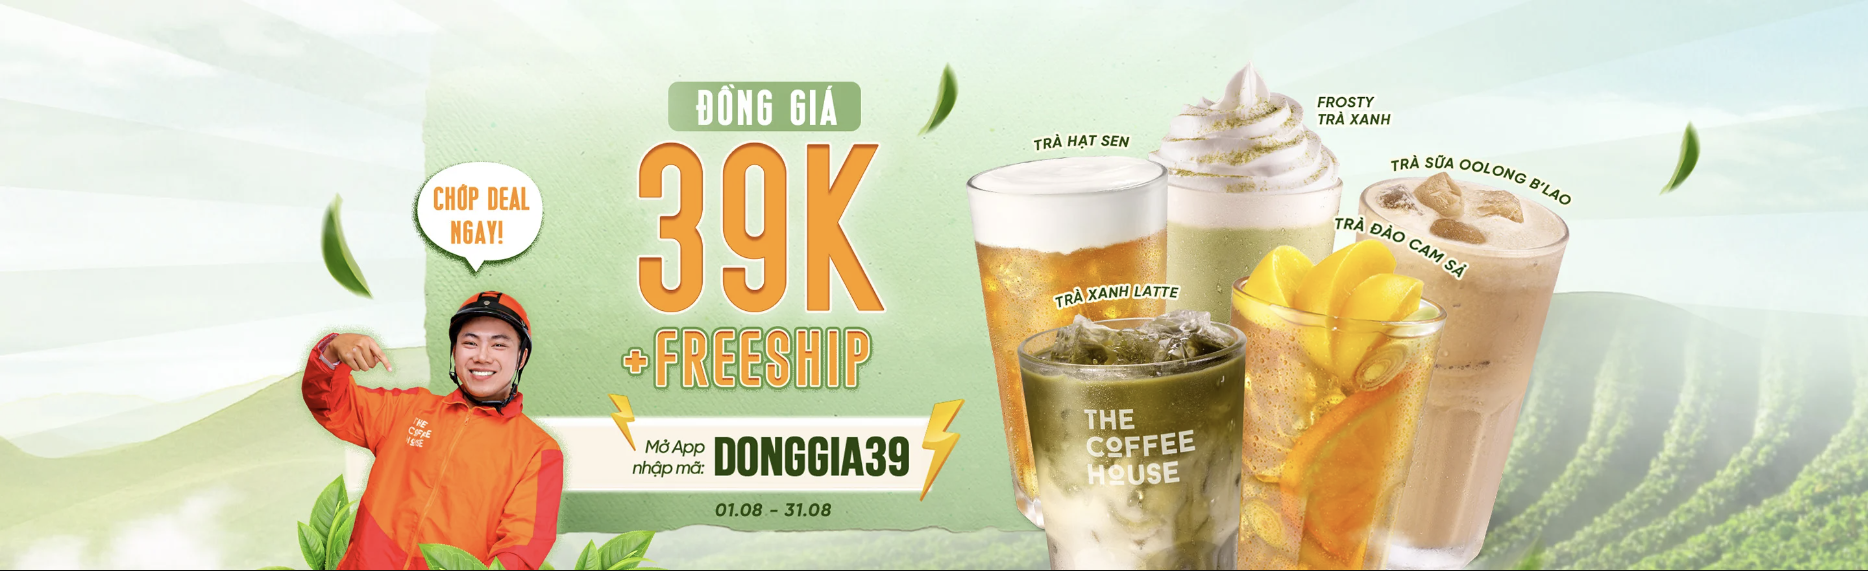 ĐỒNG GIÁ
39K
+FREESHIP
CHỚP DEAL
NGAY!
Mở App
nhập mã: DONGGIA39
01.08 - 31.08
THE
COFFEE
HOUSE
TRÀ HẠT SEN
FROSTY
TRÀ XANH
TRÀ SỮA OOLONG B'LAO
TRÀ ĐÀO CAM SẢ
TRÀ XANH LATTE
THE
COFFEE
HOUSE